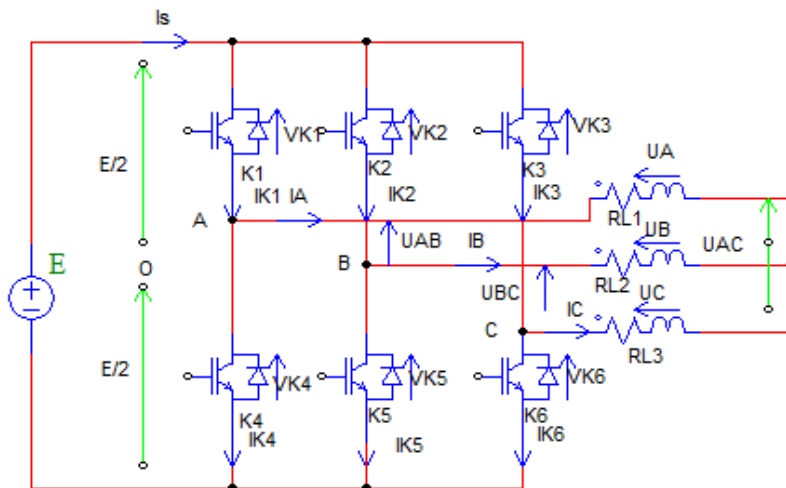 Is
E/2
VK1
VK2
VK3
K1
K2
K3
UA
IK1
IA
IK2
IK3
RL1
A
UAB
IB
UB
UAC
E
O
B
UBC
RL2
IC
UC
C
RL3
E/2
VK4
VK5
VK6
K4
K5
K6
IK4
IK5
IK6